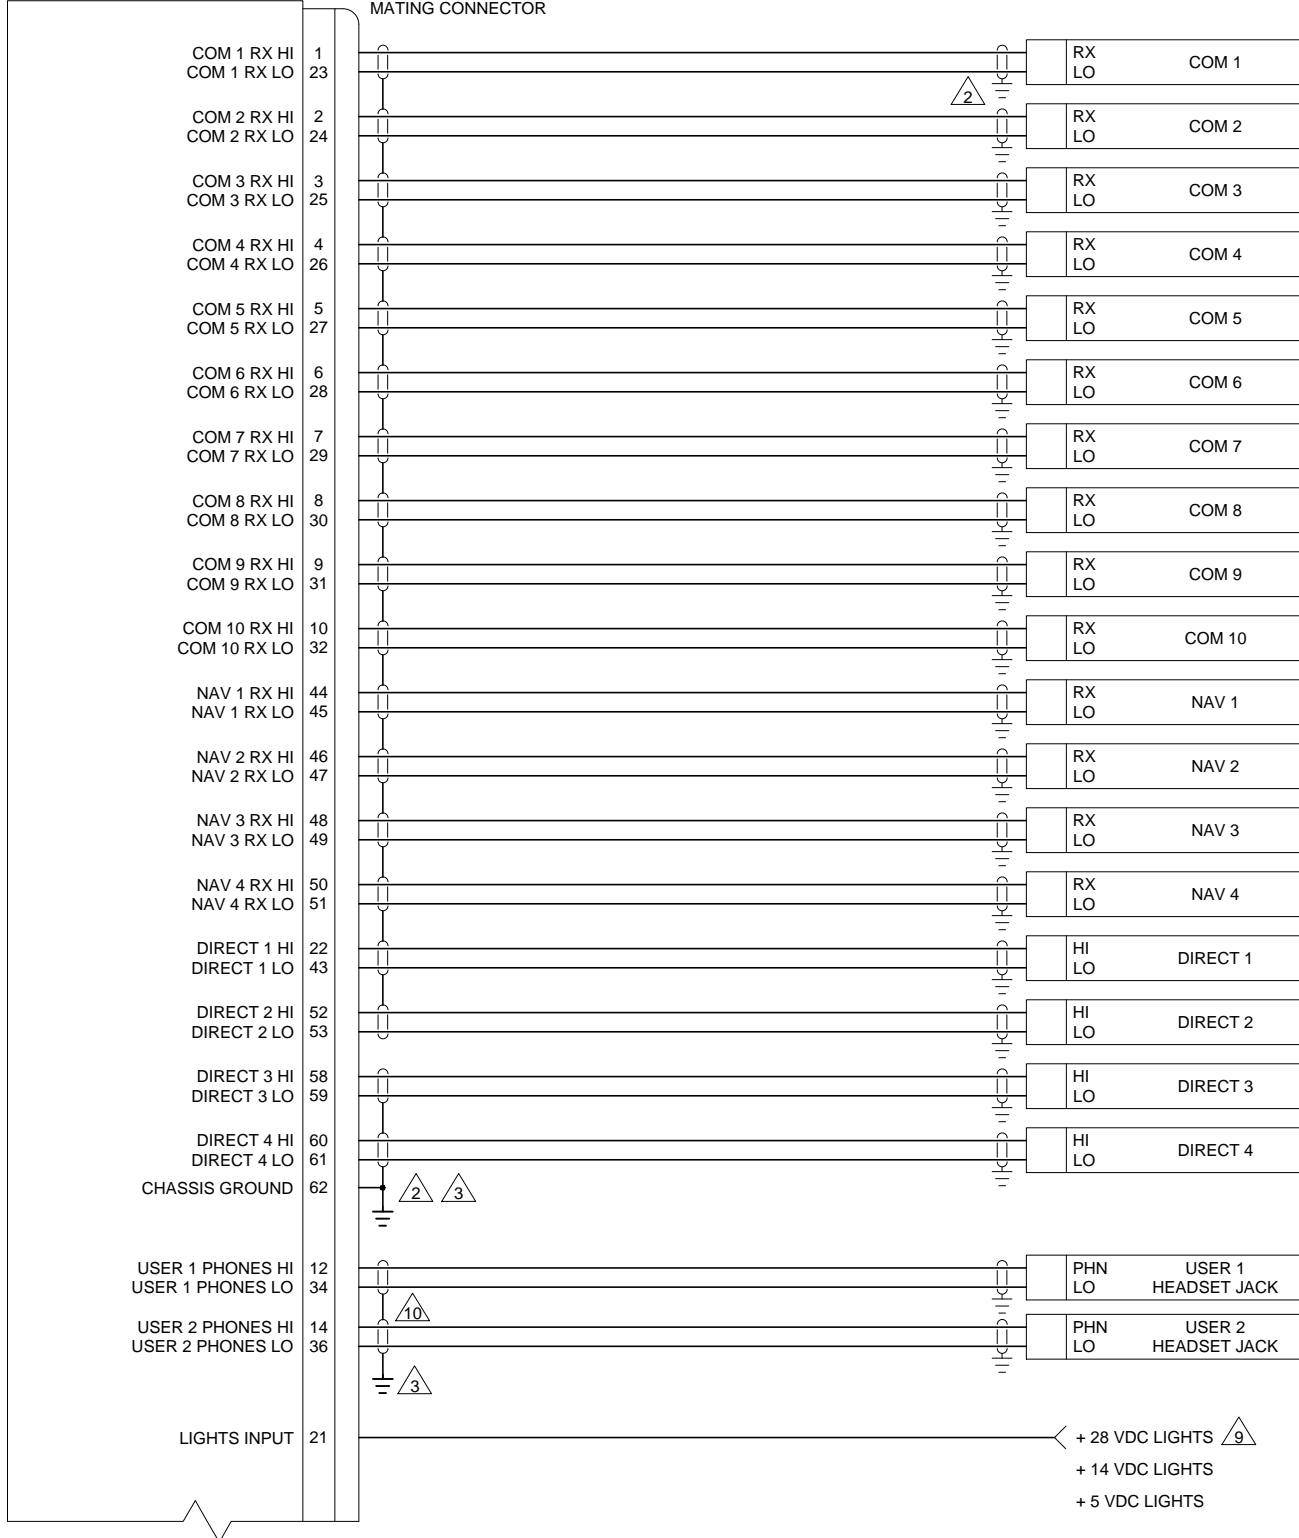 MATING CONNECTOR
COM 1 RX HI 1 RX COM 1
COM 1 RX LO 23 LO
2
COM 2 RX HI 2 RX COM 2
COM 2 RX LO 24 LO
COM 3 RX HI 3 RX COM 3
COM 3 RX LO 25 LO
COM 4 RX HI 4 RX COM 4
COM 4 RX LO 26 LO
COM 5 RX HI 5 RX COM 5
COM 5 RX LO 27 LO
COM 6 RX HI 6 RX COM 6
COM 6 RX LO 28 LO
COM 7 RX HI 7 RX COM 7
COM 7 RX LO 29 LO
COM 8 RX HI 8 RX COM 8
COM 8 RX LO 30 LO
COM 9 RX HI 9 RX COM 9
COM 9 RX LO 31 LO
COM 10 RX HI 10 RX COM 10
COM 10 RX LO 32 LO
NAV 1 RX HI 44 RX NAV 1
NAV 1 RX LO 45 LO
NAV 2 RX HI 46 RX NAV 2
NAV 2 RX LO 47 LO
NAV 3 RX HI 48 RX NAV 3
NAV 3 RX LO 49 LO
NAV 4 RX HI 50 RX NAV 4
NAV 4 RX LO 51 LO
DIRECT 1 HI 22 HI DIRECT 1
DIRECT 1 LO 43 LO
DIRECT 2 HI 52 HI DIRECT 2
DIRECT 2 LO 53 LO
DIRECT 3 HI 58 HI DIRECT 3
DIRECT 3 LO 59 LO
DIRECT 4 HI 60 HI DIRECT 4
DIRECT 4 LO 61 LO
CHASSIS GROUND 62 2 3
USER 1 PHONES HI 12 PHN USER 1
USER 1 PHONES LO 34 LO HEADSET JACK
10
USER 2 PHONES HI 14 PHN USER 2
USER 2 PHONES LO 36 LO HEADSET JACK
3
LIGHTS INPUT 21 + 28 VDC LIGHTS 9
+ 14 VDC LIGHTS
+ 5 VDC LIGHTS